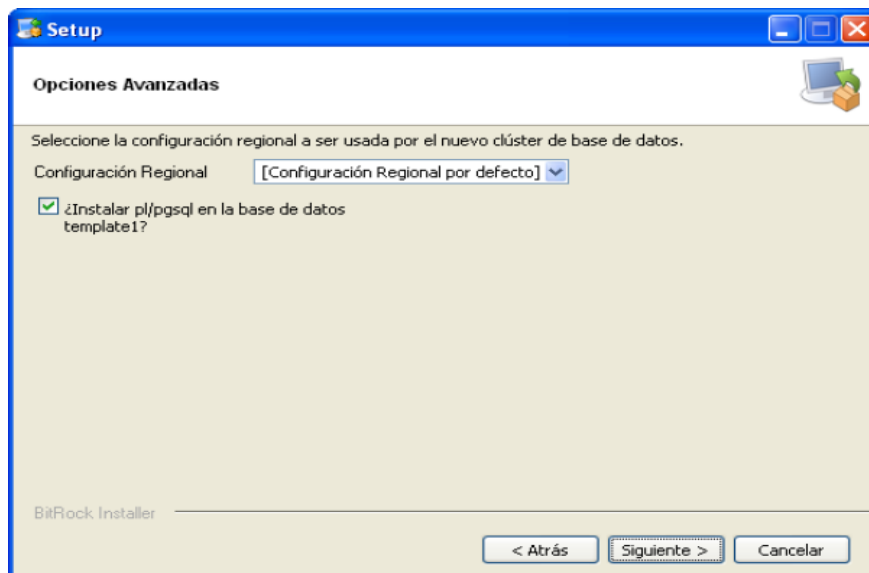 Setup
Opciones Avanzadas
Seleccione la configuración regional a ser usada por el nuevo clúster de base de datos.
Configuración Regional [Configuración Regional por defecto]
¿Instalar pl/pgsql en la base de datos
template1?
BitRock Installer
< Atrás Siguiente > Cancelar